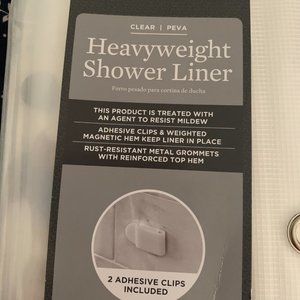 CLEAR | PEVA
Heavyweight
Shower Liner
Forro pesado para cortina de ducha
THIS PRODUCT IS TREATED WITH
AN AGENT TO RESIST MILDEW
ADHESIVE CLIPS & WEIGHTED
MAGNETIC HEM KEEP LINER IN PLACE
RUST-RESISTANT METAL GROMMETS
WITH REINFORCED TOP HEM
2 ADHESIVE CLIPS
INCLUDED